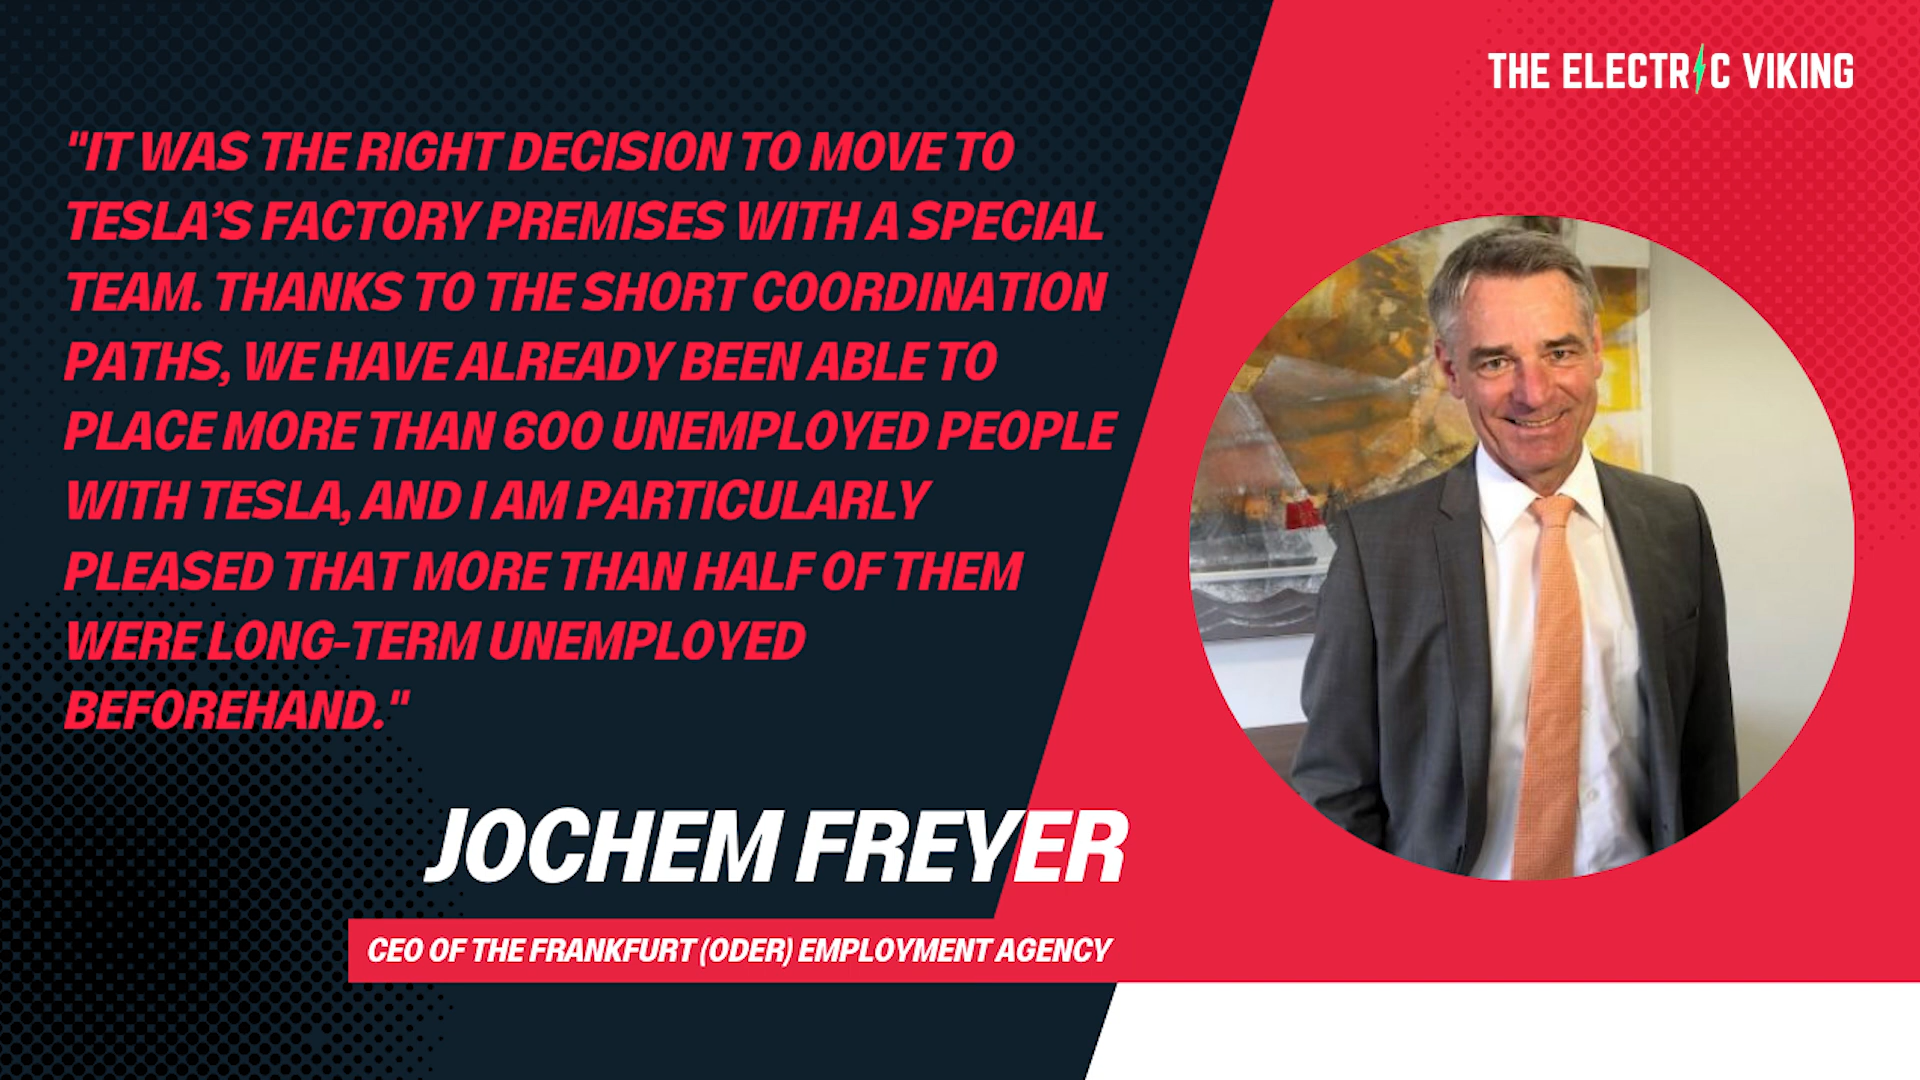 THE ELECTRIC VIKING
"IT WAS THE RIGHT DECISION TO MOVE TO
TESLA’S FACTORY PREMISES WITH A SPECIAL
TEAM. THANKS TO THE SHORT COORDINATION
PATHS, WE HAVE ALREADY BEEN ABLE TO
PLACE MORE THAN 600 UNEMPLOYED PEOPLE
WITH TESLA, AND I AM PARTICULARLY
PLEASED THAT MORE THAN HALF OF THEM
WERE LONG-TERM UNEMPLOYED
BEFOREHAND."
JOCHEM FREYER
CEO OF THE FRANKFURT (ODER) EMPLOYMENT AGENCY